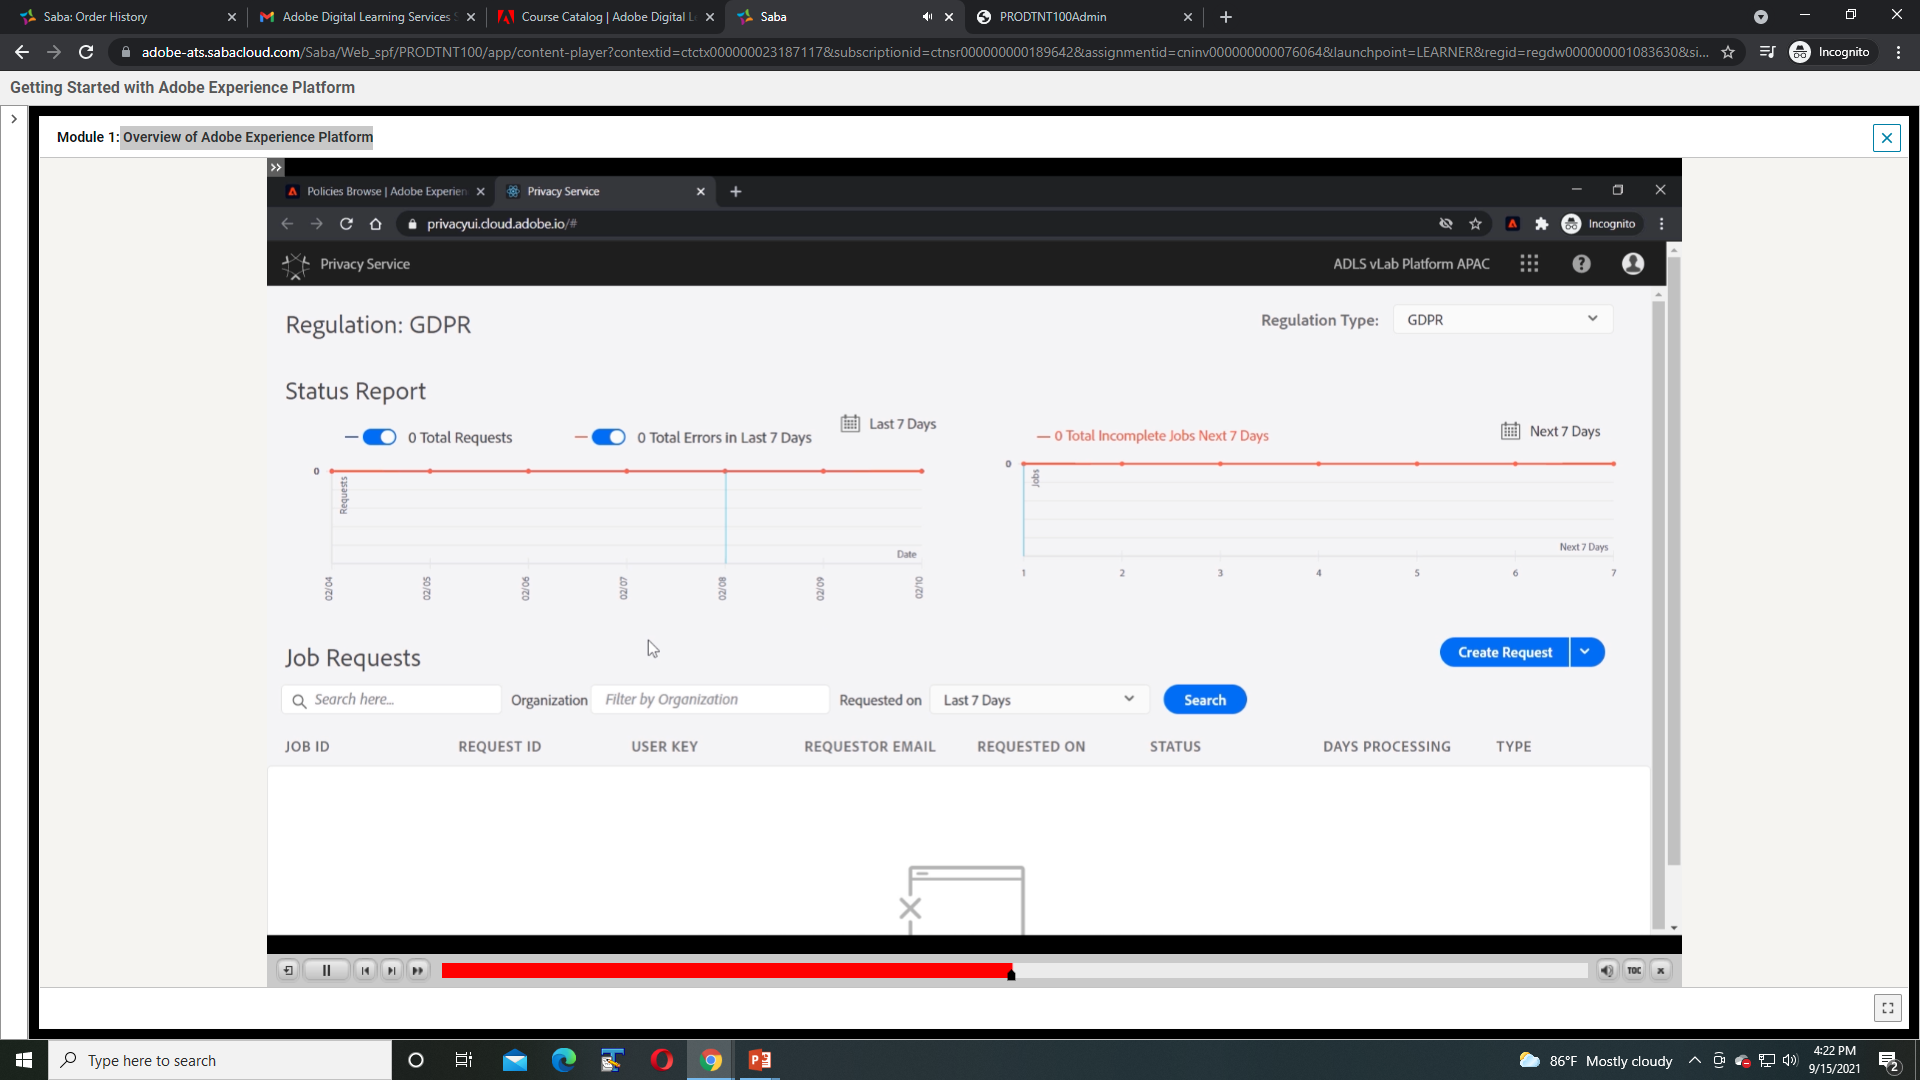 Saba: Order History
Adobe Digital Learning Services S
Course Catalog | Adobe Digital L
Saba
PRODTNT100Admin
adobe-ats.sabacloud.com/Saba/Web_spf/PRODTNT100/app/content-player?contextid=ctctx000000023187117&subscriptionid=ctnsr000000000189642&assignmentid=cninv000000000076064&launchpoint=LEARNER&regid=regdw000000001083630&si...
Incognito
Getting Started with Adobe Experience Platform
Module 1: Overview of Adobe Experience Platform
Policies Browse | Adobe Experien
Privacy Service
privacyui.cloud.adobe.io/#
Incognito
Privacy Service
ADLS vLab Platform APAC
Regulation: GDPR
Regulation Type: GDPR
Status Report
0 Total Requests
0 Total Errors in Last 7 Days
Last 7 Days
0 Total Incomplete Jobs Next 7 Days
Next 7 Days
0
Requests
Date
02/04 02/05 02/06 02/07 02/08 02/09 02/10
0
Jobs
Next 7 Days
1 2 3 4 5 6 7
Job Requests
Create Request
Search here...
Organization
Filter by Organization
Requested on
Last 7 Days
Search
JOB ID REQUEST ID USER KEY REQUESTOR EMAIL REQUESTED ON STATUS DAYS PROCESSING TYPE
TOC
Type here to search
86°F Mostly cloudy
4:22 PM
9/15/2021
2